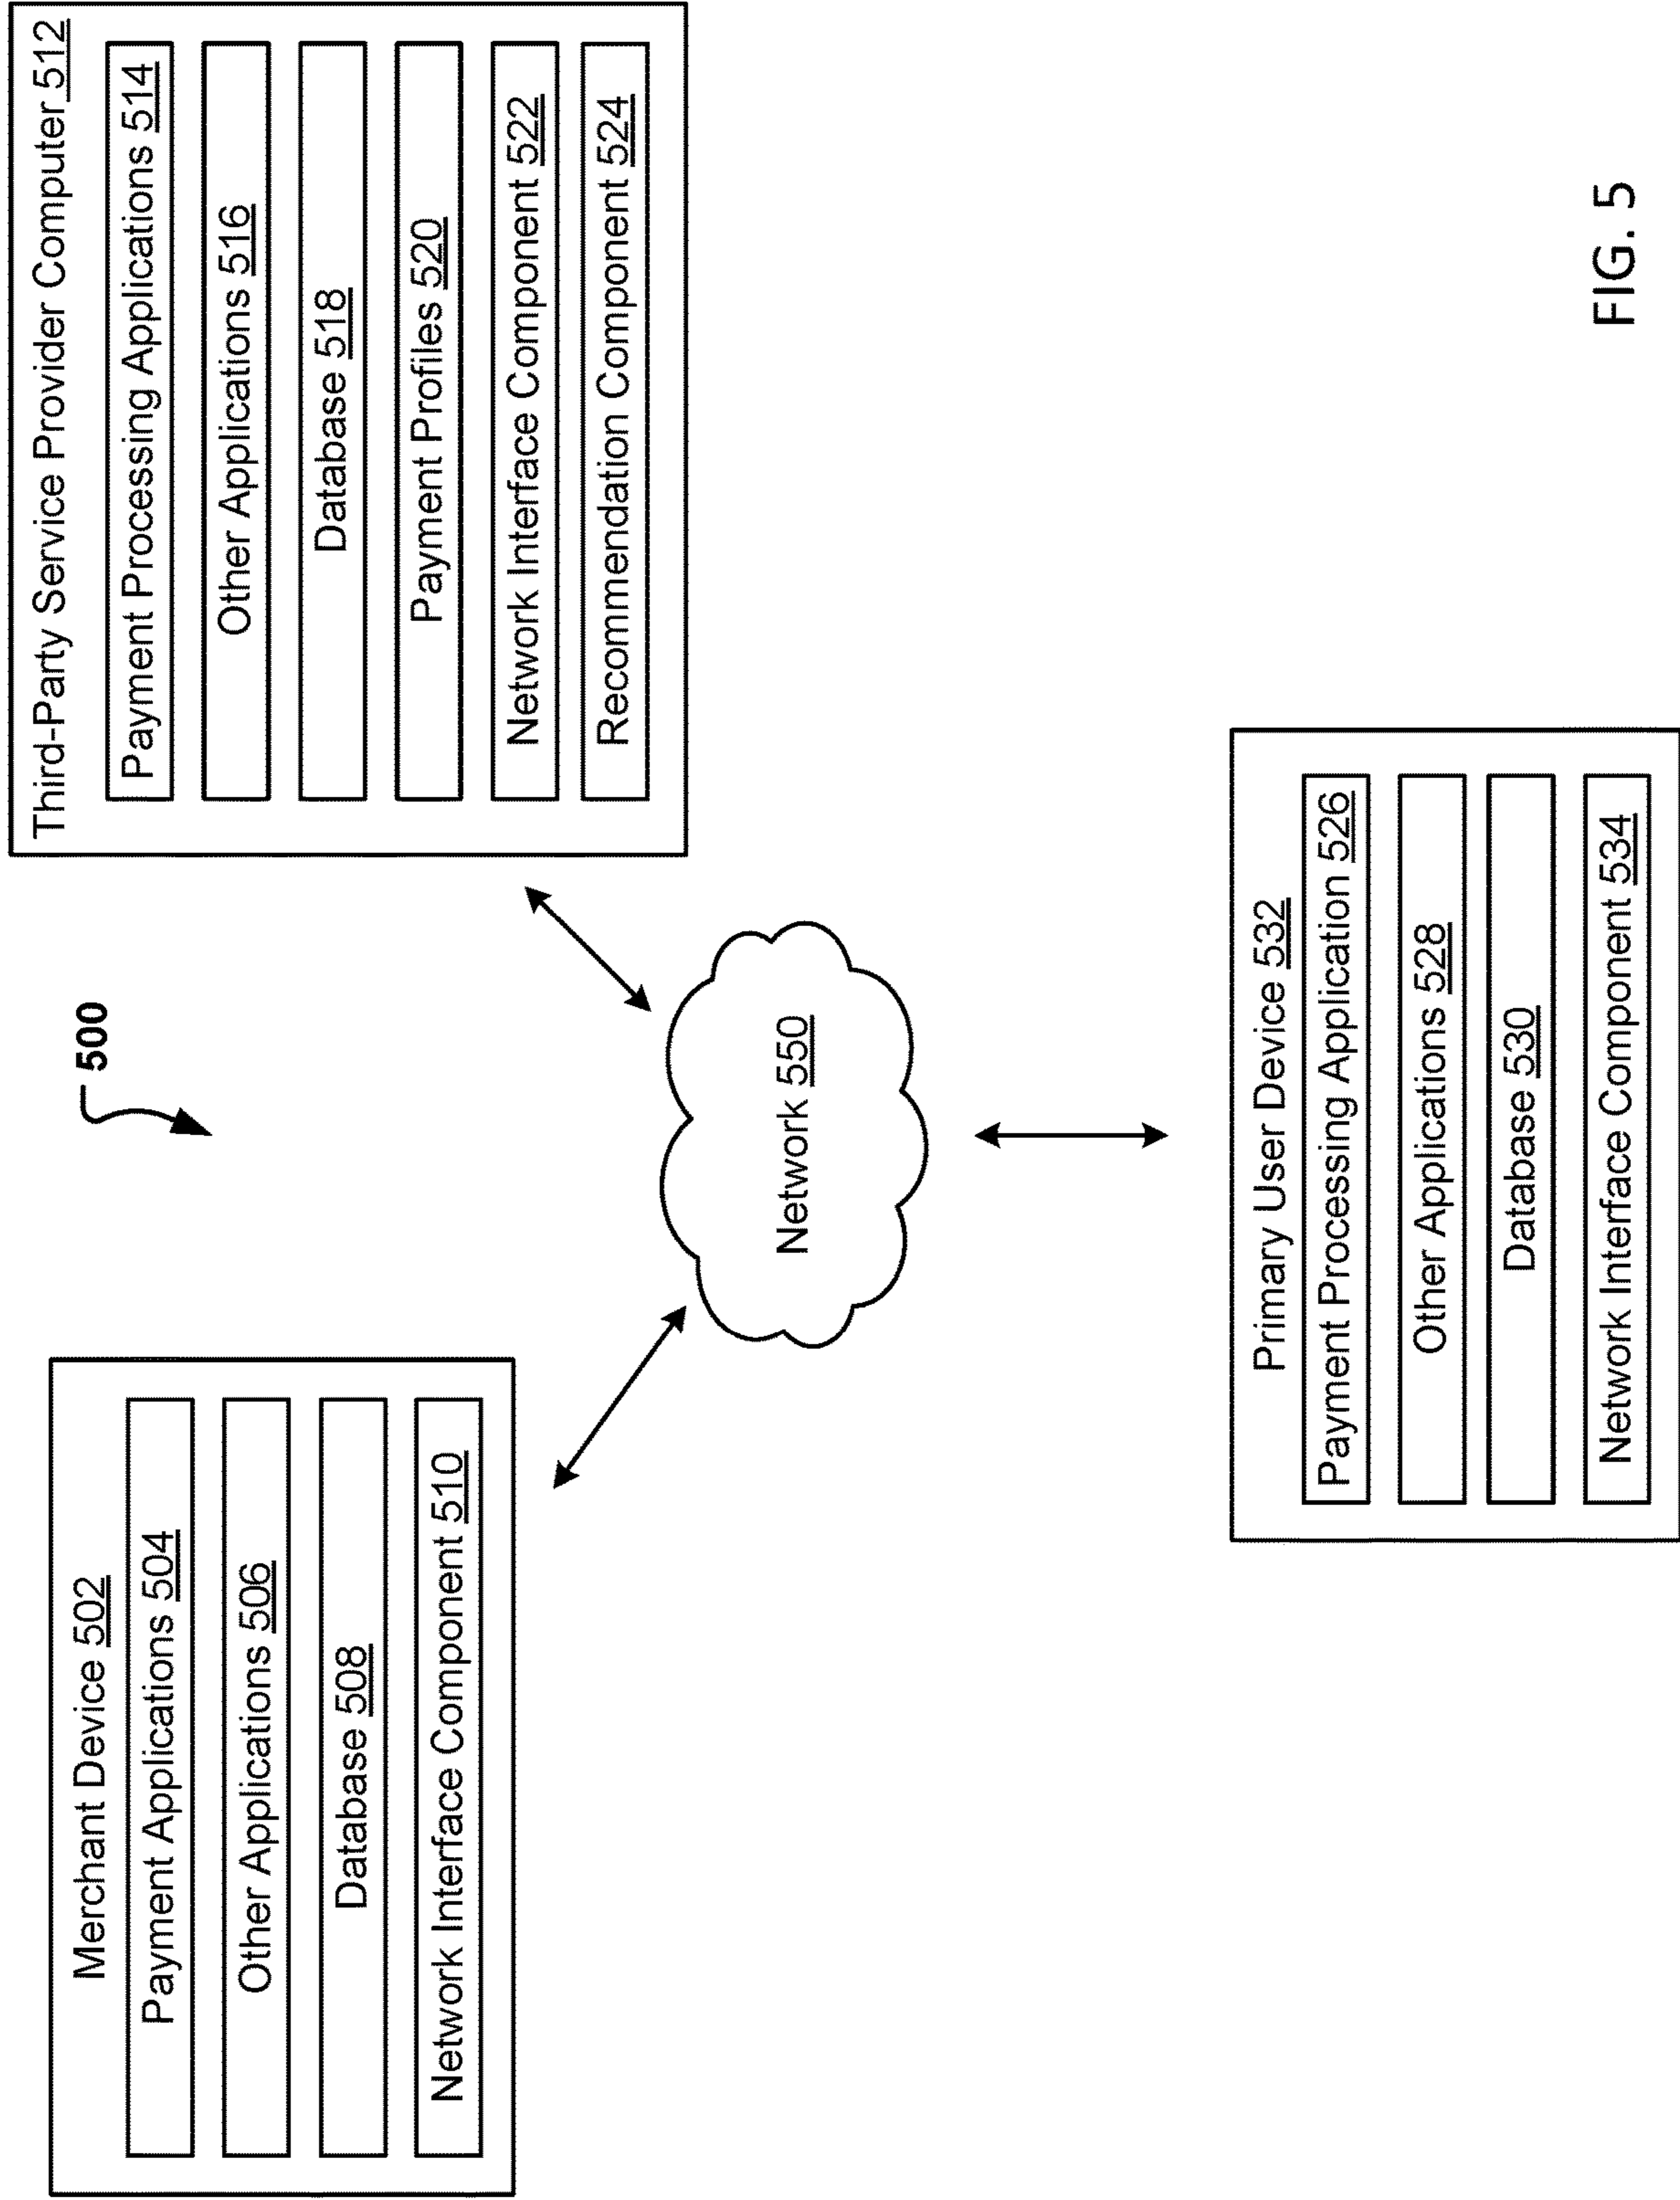 500
Merchant Device 502
Payment Applications 504
Other Applications 506
Database 508
Network Interface Component 510
Third-Party Service Provider Computer 512
Payment Processing Applications 514
Other Applications 516
Database 518
Payment Profiles 520
Network Interface Component 522
Recommendation Component 524
Network 550
Primary User Device 532
Payment Processing Application 526
Other Applications 528
Database 530
Network Interface Component 534
FIG. 5